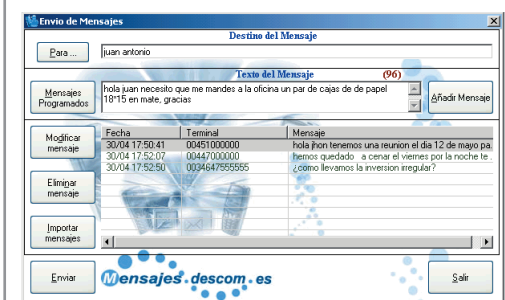 Envio de Mensajes
Destino del Mensaje
Para ...
juan antonio
Texto del Mensaje (96)
Mensajes Programados
hola juan necesito que me mandes a la oficina un par de cajas de de papel
18*15 en mate, gracias
Añadir Mensaje
Modificar mensaje
Fecha Terminal Mensaje
30/04 17:50:41 00451000000 hola jhon tenemos una reunion el dia 12 de mayo pa.
30/04 17:52:07 00447000000 hemos quedado a cenar el viernes por la noche te .
30/04 17:52:50 0034647555555 ¿como llevamos la inversion irregular?
Eliminar mensaje
Importar mensajes
Enviar
Mensajes.descom.es
Salir